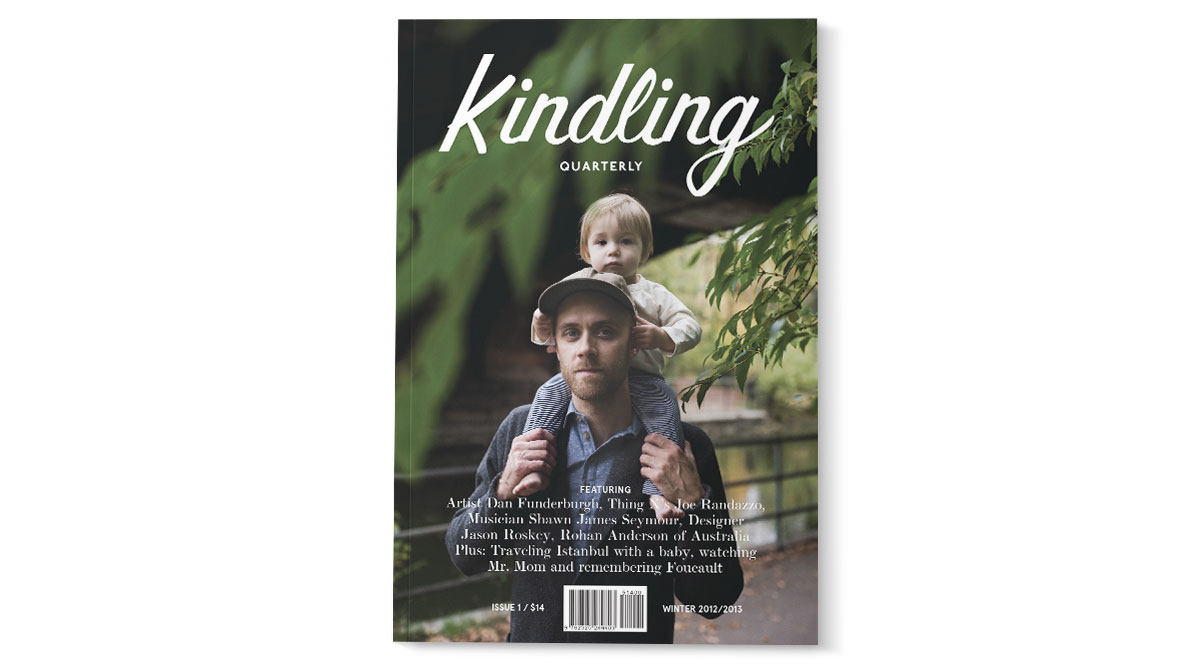 Kindling
QUARTERLY
FEATURING
Artist Dan Funderburgh, Thing X's Joe Randazzo,
Musician Shawn James Seymour, Designer
Jason Roskey, Rohan Anderson of Australia
Plus: Traveling Istanbul with a baby, watching
Mr. Mom and remembering Foucault
ISSUE 1 / $14
51400
WINTER 2012/2013